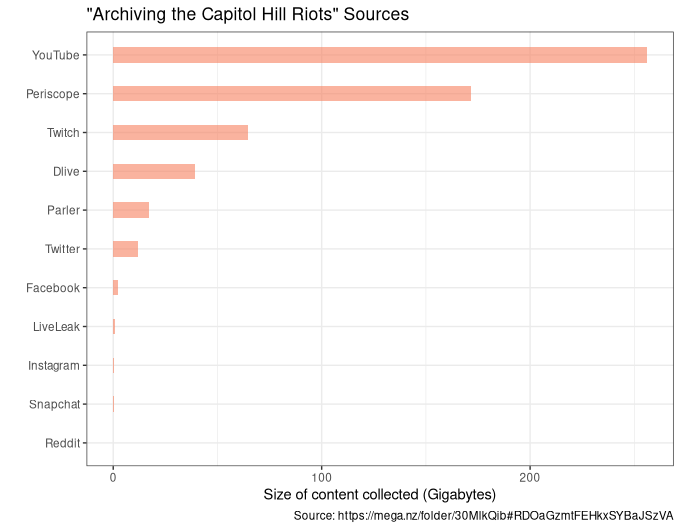 "Archiving the Capitol Hill Riots" Sources
YouTube
Periscope
Twitch
Dlive
Parler
Twitter
Facebook
LiveLeak
Instagram
Snapchat
Reddit
0 100 200
Size of content collected (Gigabytes)
Source: https://mega.nz/folder/30MlkQib#RDOaGzmtFEHkxSYBaJSzVA